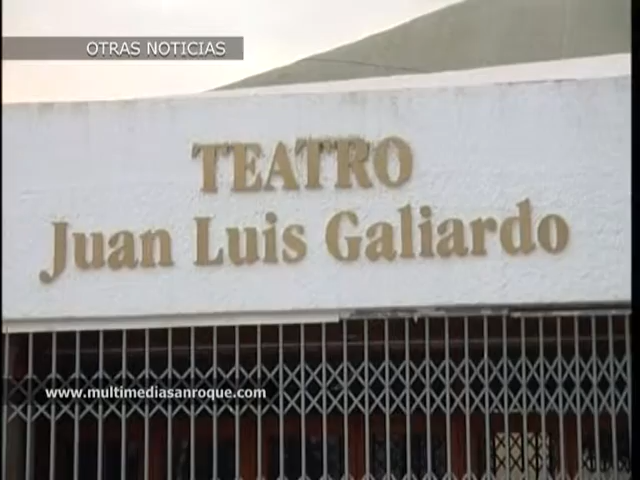 OTRAS NOTICIAS
TEATRO
Juan Luis Galiardo
www.multimediasanroque.com